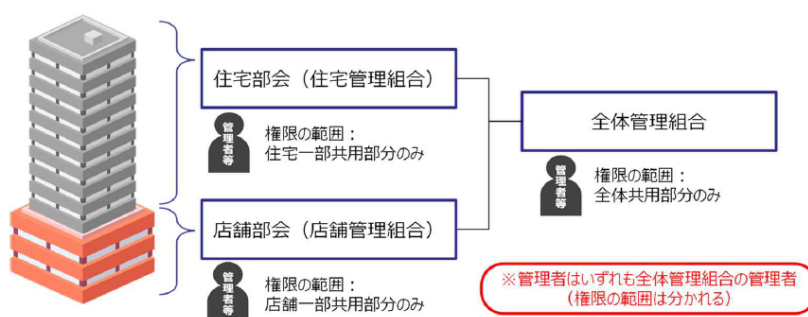 住宅部会（住宅管理組合）
管理者等
権限の範囲：
住宅一部共用部分のみ
全体管理組合
管理者等
権限の範囲：
全体共用部分のみ
店舗部会（店舗管理組合）
管理者等
権限の範囲：
店舗一部共用部分のみ
※管理者はいずれも全体管理組合の管理者
（権限の範囲は分かれる）